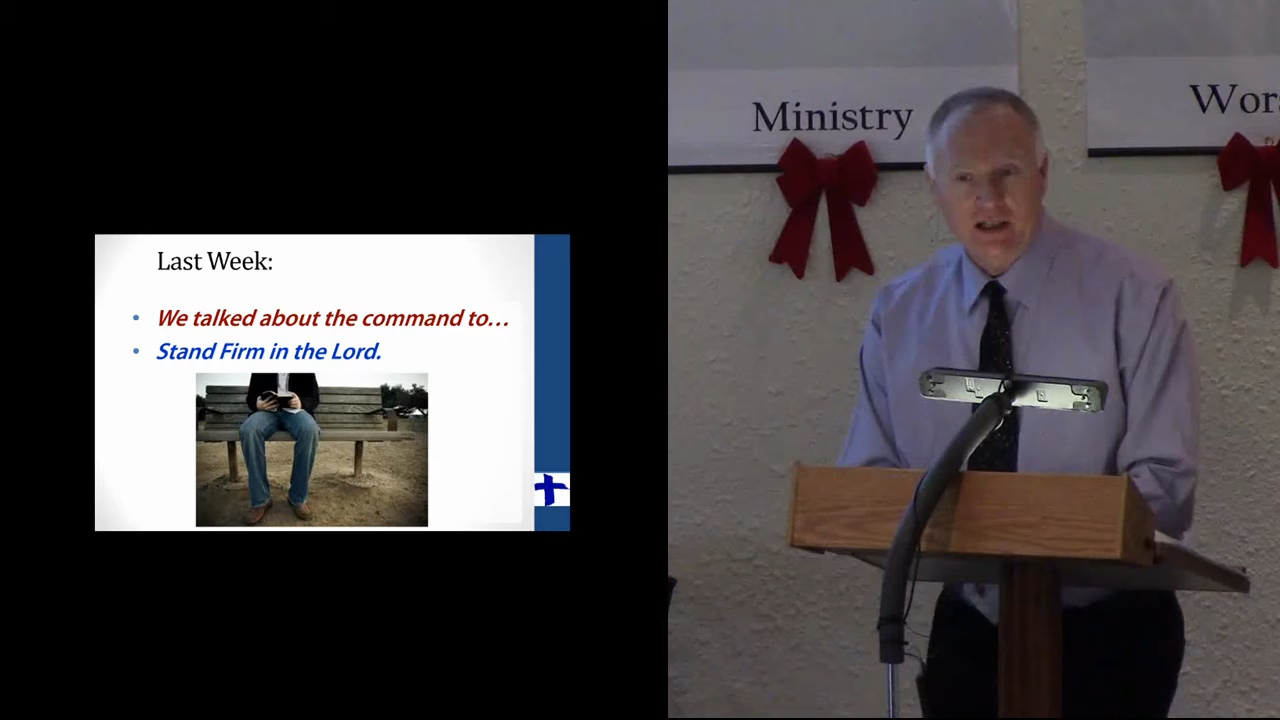 Last Week:
We talked about the command to...
Stand Firm in the Lord.
Ministry